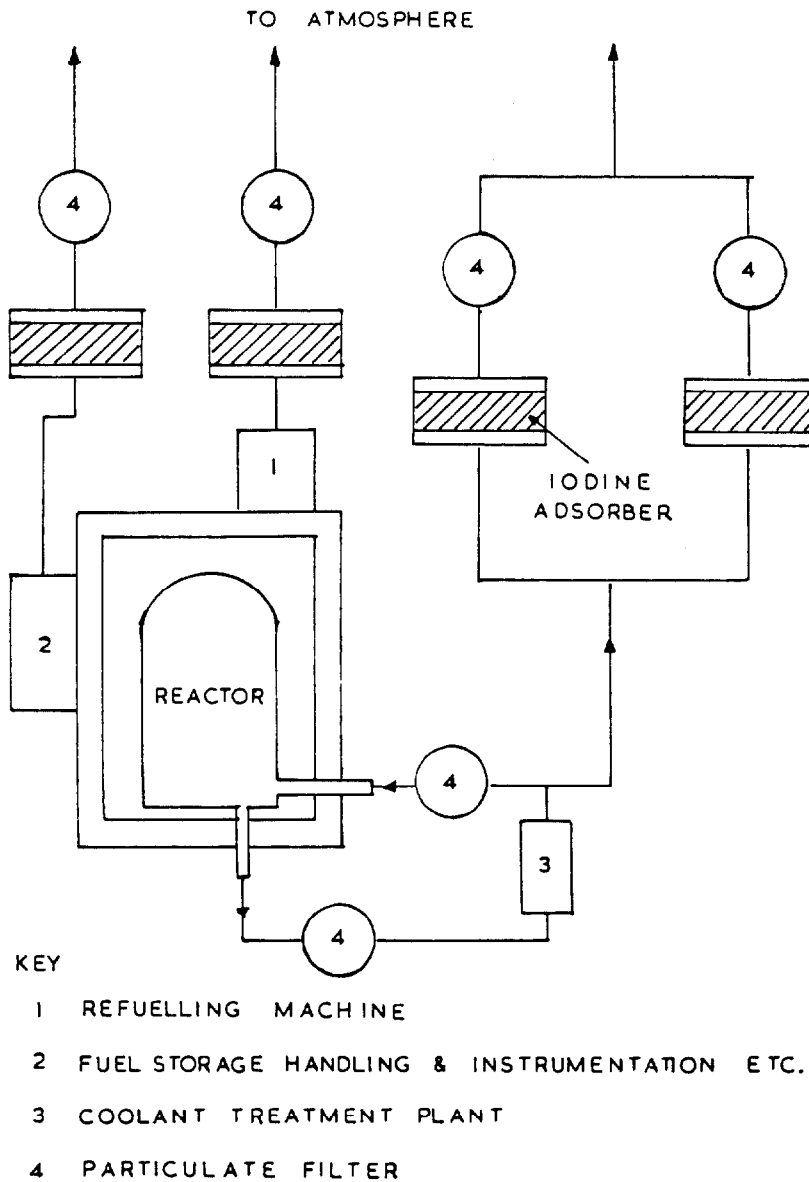 TO ATMOSPHERE
4
4
4
4
1
IODINE
ADSORBER
2
REACTOR
4
3
4
KEY
1 REFUELLING MACHINE
2 FUEL STORAGE HANDLING & INSTRUMENTATION ETC.
3 COOLANT TREATMENT PLANT
4 PARTICULATE FILTER